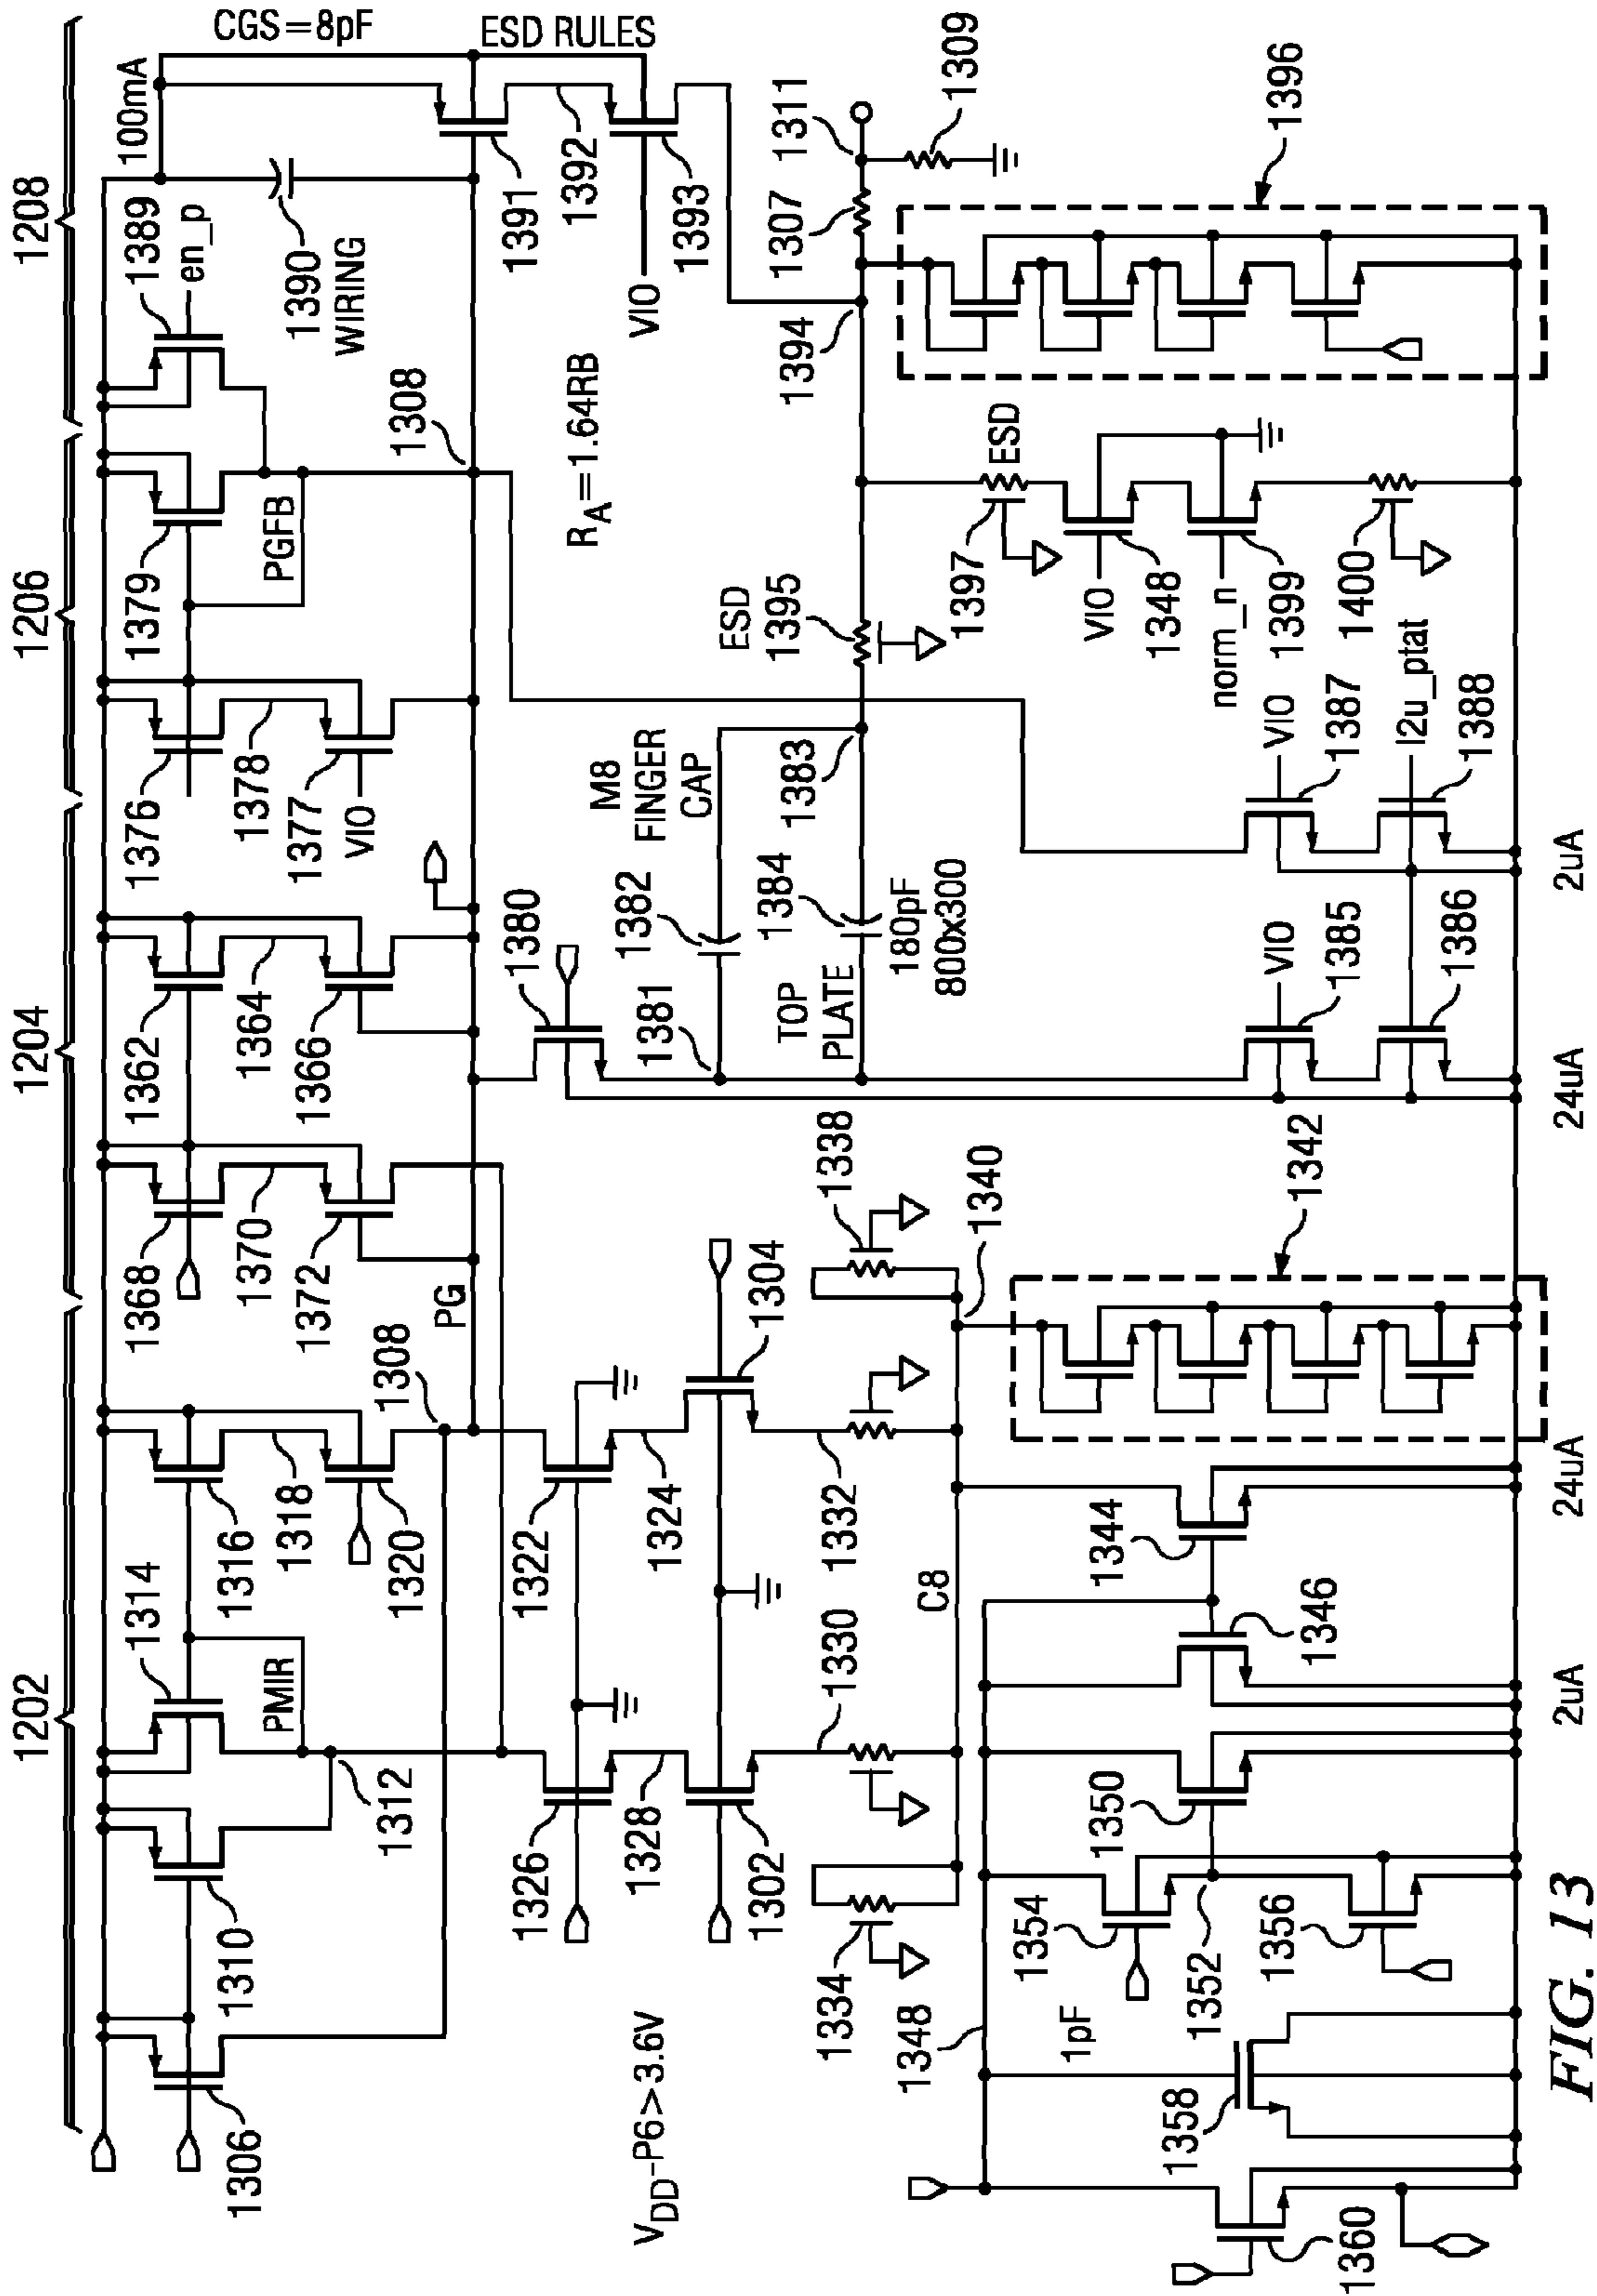 1202
1204
1206
1208
1306
1310
1312
1314
PMIR
1316
1318
1320
1308
PG
1368
1370
1372
1362
1364
1366
1376
1378
1377
VIO
1379
PGFB
1308
1389
en_p
1390
WIRING
100mA
CGS=8pF
ESD RULES
1391
1392
1393
VIO
R_A=1.64RB
V_DD-P6>3.6V
1326
1328
1302
1322
1324
1304
1330
1332
1334
1338
1340
C8
1380
1381
1382
M8
FINGER
CAP
1383
1384
TOP
PLATE
180pF
800x300
ESD
1395
1394
1307
1311
1309
1396
1397
ESD
VIO
1348
norm_n
1399
1400
1348
1pF
1358
1360
1354
1352
1356
1350
1346
1344
1342
VIO
1385
1386
VIO
1387
I2u_ptat
1388
2uA
24uA
24uA
2uA
FIG. 13